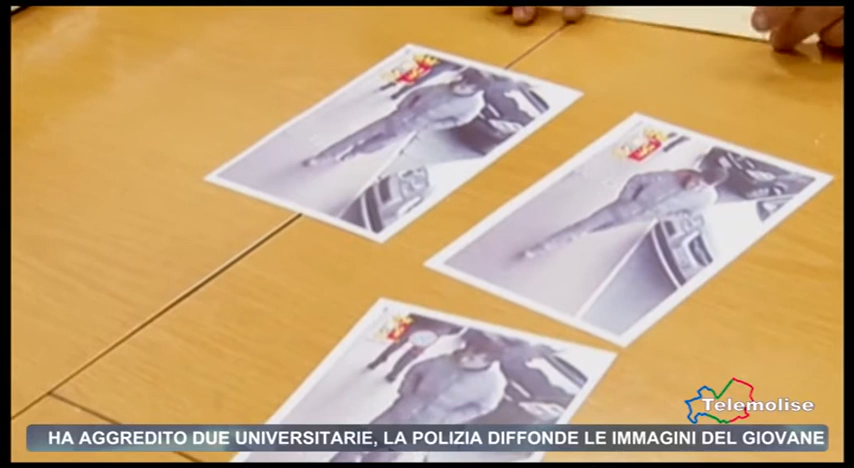 Telemolise
HA AGGREDITO DUE UNIVERSITARIE, LA POLIZIA DIFFONDE LE IMMAGINI DEL GIOVANE